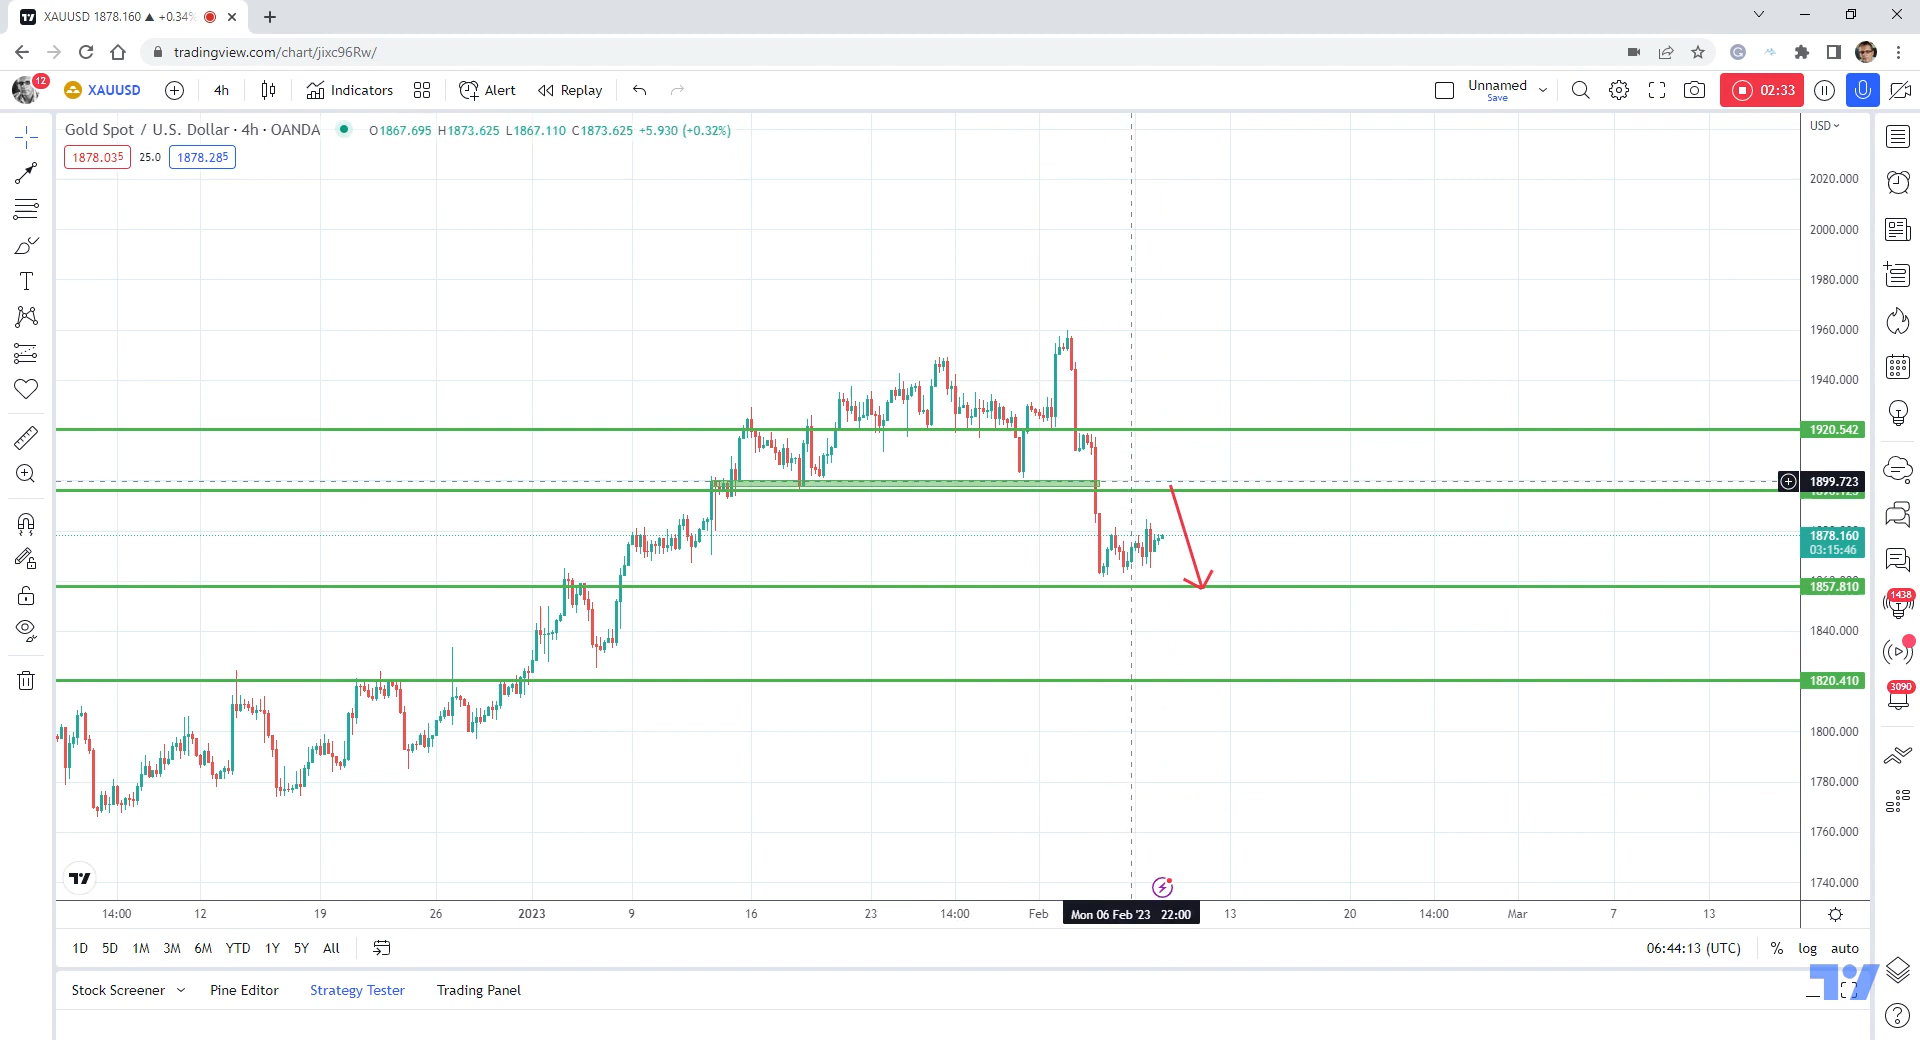 XAUUSD 1878.160 ▲ +0.34%
tradingview.com/chart/jixc96Rw/
12
XAUUSD
4h
Indicators
Alert
Replay
Unnamed
Save
02:33
Gold Spot / U.S. Dollar · 4h · OANDA
O1867.695 H1873.625 L1867.110 C1873.625 +5.930 (+0.32%)
1878.035 25.0 1878.285
USD
2020.000
2000.000
1980.000
1960.000
1940.000
1920.542
1899.723
1878.160
03:15:46
1857.810
1840.000
1820.410
1800.000
1780.000
1760.000
1740.000
1438
3090
14:00 12 19 26 2023 9 16 23 14:00 Feb Mon 06 Feb '23 22:00 13 20 14:00 Mar 7 13
1D 5D 1M 3M 6M YTD 1Y 5Y All
06:44:13 (UTC) % log auto
Stock Screener Pine Editor Strategy Tester Trading Panel